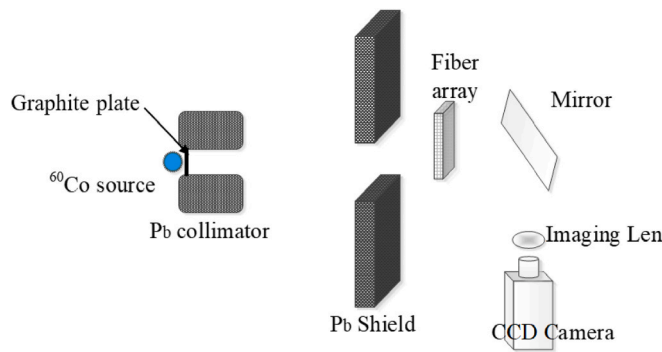 Graphite plate
⁶⁰Co source
Pb collimator
Pb Shield
Fiber
array
Mirror
Imaging Len
CCD Camera